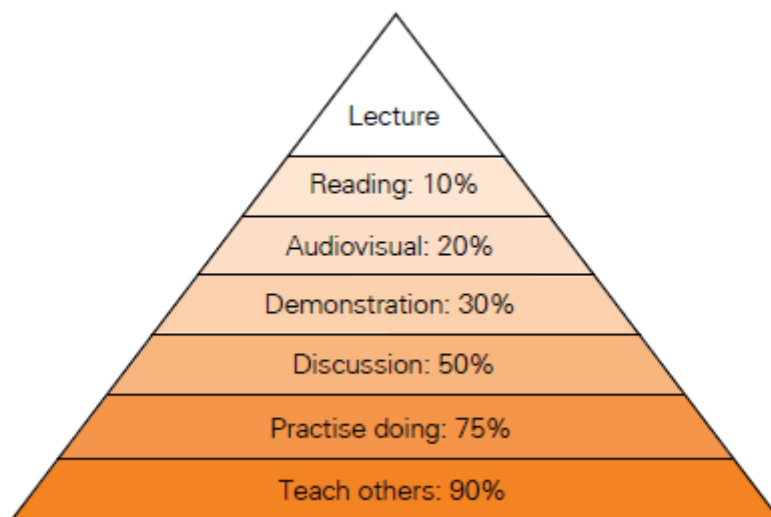 Lecture
Reading: 10%
Audiovisual: 20%
Demonstration: 30%
Discussion: 50%
Practise doing: 75%
Teach others: 90%